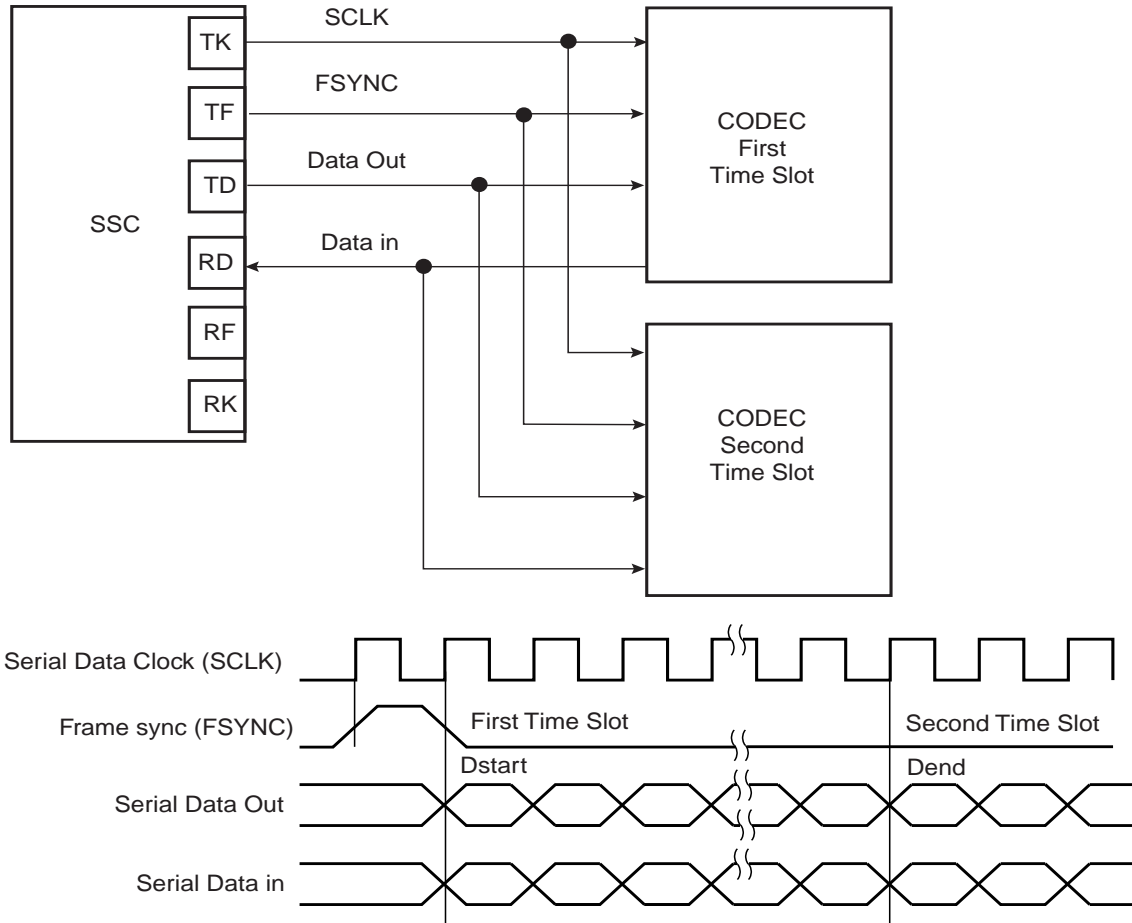 SCLK
TK
FSYNC
TF
CODEC
First
Time Slot
Data Out
TD
SSC
Data in
RD
RF
RK
CODEC
Second
Time Slot
Serial Data Clock (SCLK)
Frame sync (FSYNC)
First Time Slot
Second Time Slot
Dstart
Dend
Serial Data Out
Serial Data in